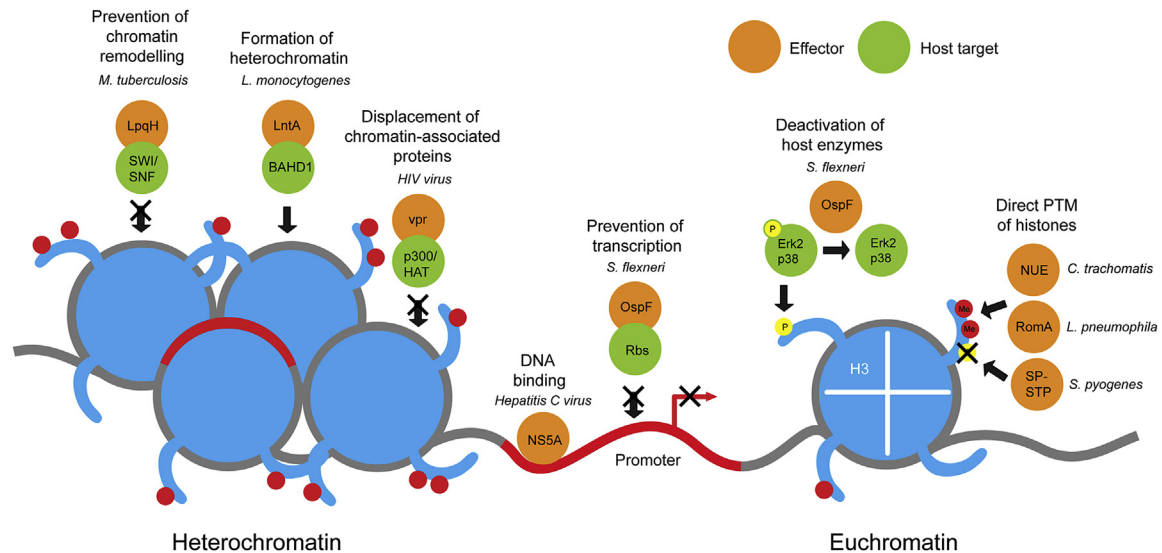 Prevention of
chromatin
remodelling
M. tuberculosis
LpqH
SWI/
SNF
Formation of
heterochromatin
L. monocytogenes
LntA
BAHD1
Displacement of
chromatin-associated
proteins
HIV virus
vpr
p300/
HAT
DNA
binding
Hepatitis C virus
NS5A
Prevention of
transcription
S. flexneri
OspF
Rbs
Promoter
Effector
Host target
Deactivation of
host enzymes
S. flexneri
OspF
P
Erk2
p38
Erk2
p38
P
H3
Direct PTM
of histones
NUE
C. trachomatis
RomA
L. pneumophila
SP-
STP
S. pyogenes
Me
Me
Heterochromatin
Euchromatin